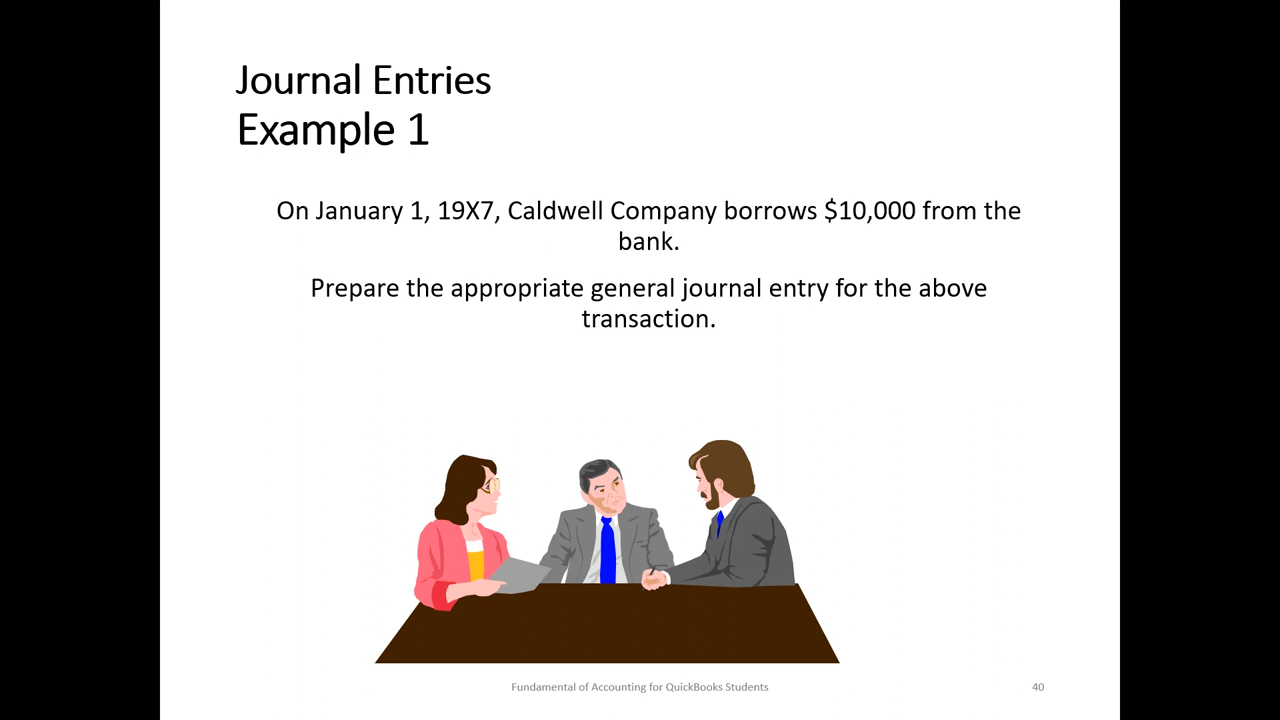 Journal Entries
Example 1
On January 1, 19X7, Caldwell Company borrows $10,000 from the
bank.
Prepare the appropriate general journal entry for the above
transaction.
Fundamental of Accounting for QuickBooks Students
40